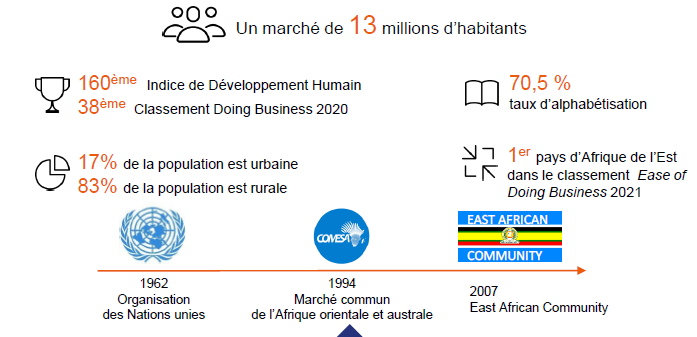 Un marché de 13 millions d’habitants
160ème Indice de Développement Humain
38ème Classement Doing Business 2020
70,5 %
taux d’alphabétisation
17% de la population est urbaine
83% de la population est rurale
1er pays d’Afrique de l’Est
dans le classement Ease of
Doing Business 2021
COMESA
EAST AFRICAN
COMMUNITY
1962
Organisation
des Nations unies
1994
Marché commun
de l’Afrique orientale et australe
2007
East African Community